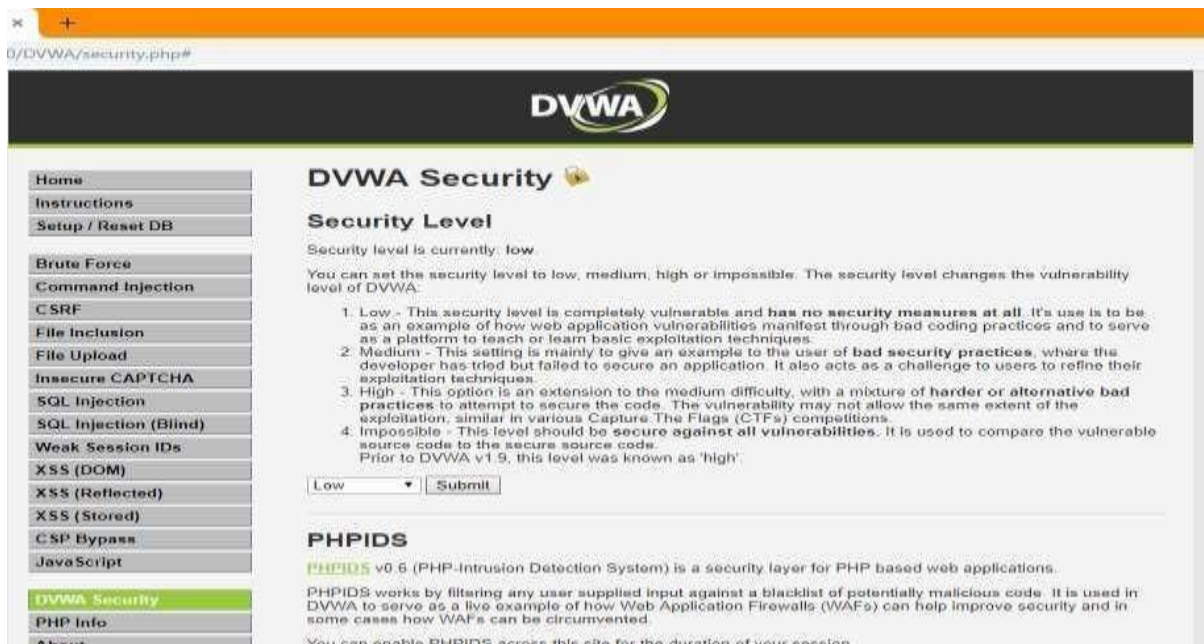 0/DVWA/security.php#
DVWA
Home
Instructions
Setup / Reset DB
Brute Force
Command Injection
CSRF
File Inclusion
File Upload
Insecure CAPTCHA
SQL Injection
SQL Injection (Blind)
Weak Session IDs
XSS (DOM)
XSS (Reflected)
XSS (Stored)
CSP Bypass
JavaScript
DVWA Security
PHP Info
About
DVWA Security
Security Level
Security level is currently: low.
You can set the security level to low, medium, high or impossible. The security level changes the vulnerability
level of DVWA:
1. Low - This security level is completely vulnerable and has no security measures at all. It's use is to be
as an example of how web application vulnerabilities manifest through bad coding practices and to serve
as a platform to teach or learn basic exploitation techniques.
2. Medium - This setting is mainly to give an example to the user of bad security practices, where the
developer has tried but failed to secure an application. It also acts as a challenge to users to refine their
exploitation techniques.
3. High - This option is an extension to the medium difficulty, with a mixture of harder or alternative bad
practices to attempt to secure the code. The vulnerability may not allow the same extent of the
exploitation, similar in various Capture The Flags (CTFs) competitions.
4. Impossible - This level should be secure against all vulnerabilities. It is used to compare the vulnerable
source code to the secure source code.
Prior to DVWA v1.9, this level was known as 'high'.
Low
Submit
PHPIDS
PHPIDS v0.6 (PHP-Intrusion Detection System) is a security layer for PHP based web applications.
PHPIDS works by filtering any user supplied input against a blacklist of potentially malicious code. It is used in
DVWA to serve as a live example of how Web Application Firewalls (WAFs) can help improve security and in
some cases how WAFs can be circumvented.
You can enable PHPIDS across this site for the duration of your session.